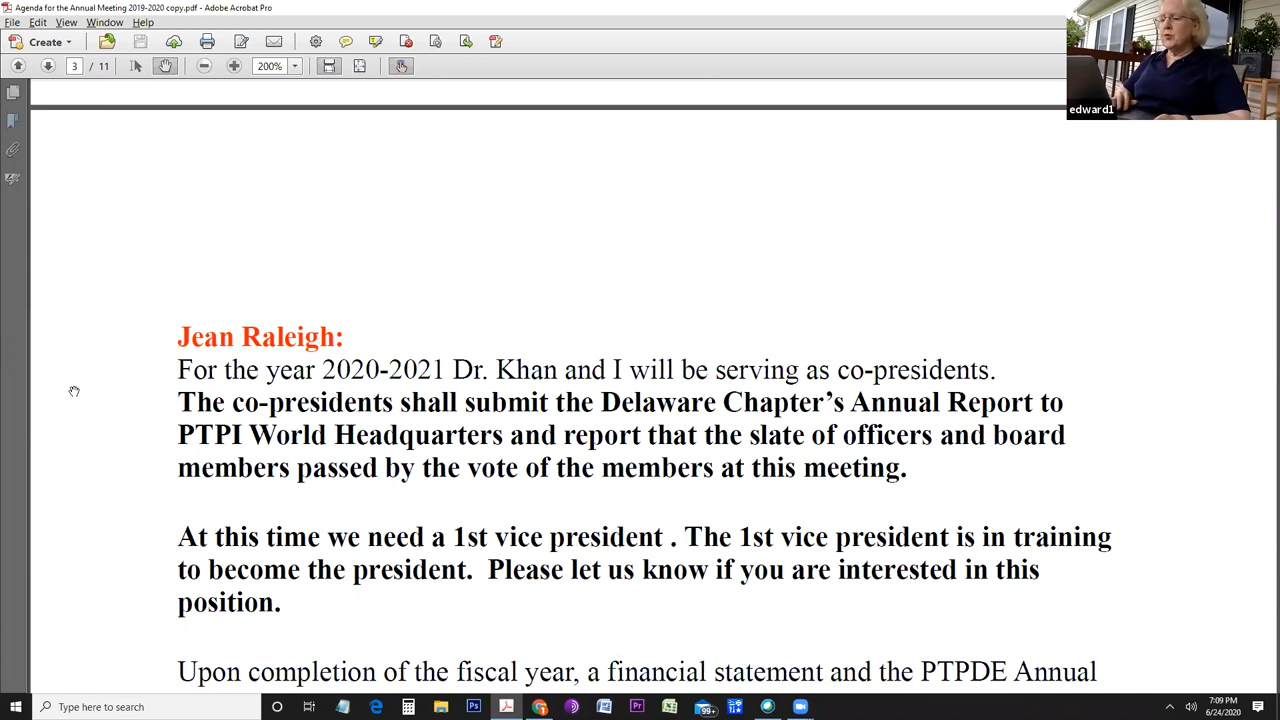 Agenda for the Annual Meeting 2019-2020 copy.pdf - Adobe Acrobat Pro
File Edit View Window Help
Create
3 / 11 200%
edward1
Jean Raleigh:
For the year 2020-2021 Dr. Khan and I will be serving as co-presidents.
The co-presidents shall submit the Delaware Chapter’s Annual Report to
PTPI World Headquarters and report that the slate of officers and board
members passed by the vote of the members at this meeting.
At this time we need a 1st vice president . The 1st vice president is in training
to become the president.  Please let us know if you are interested in this
position.
Upon completion of the fiscal year, a financial statement and the PTPDE Annual
Type here to search
Ps
Pr
99+
7:09 PM
6/24/2020